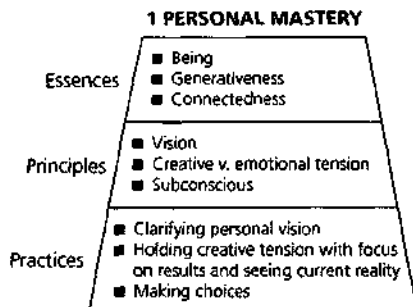 1 PERSONAL MASTERY
Essences
■ Being
■ Generativeness
■ Connectedness
Principles
■ Vision
■ Creative v. emotional tension
■ Subconscious
Practices
■ Clarifying personal vision
■ Holding creative tension with focus
on results and seeing current reality
■ Making choices